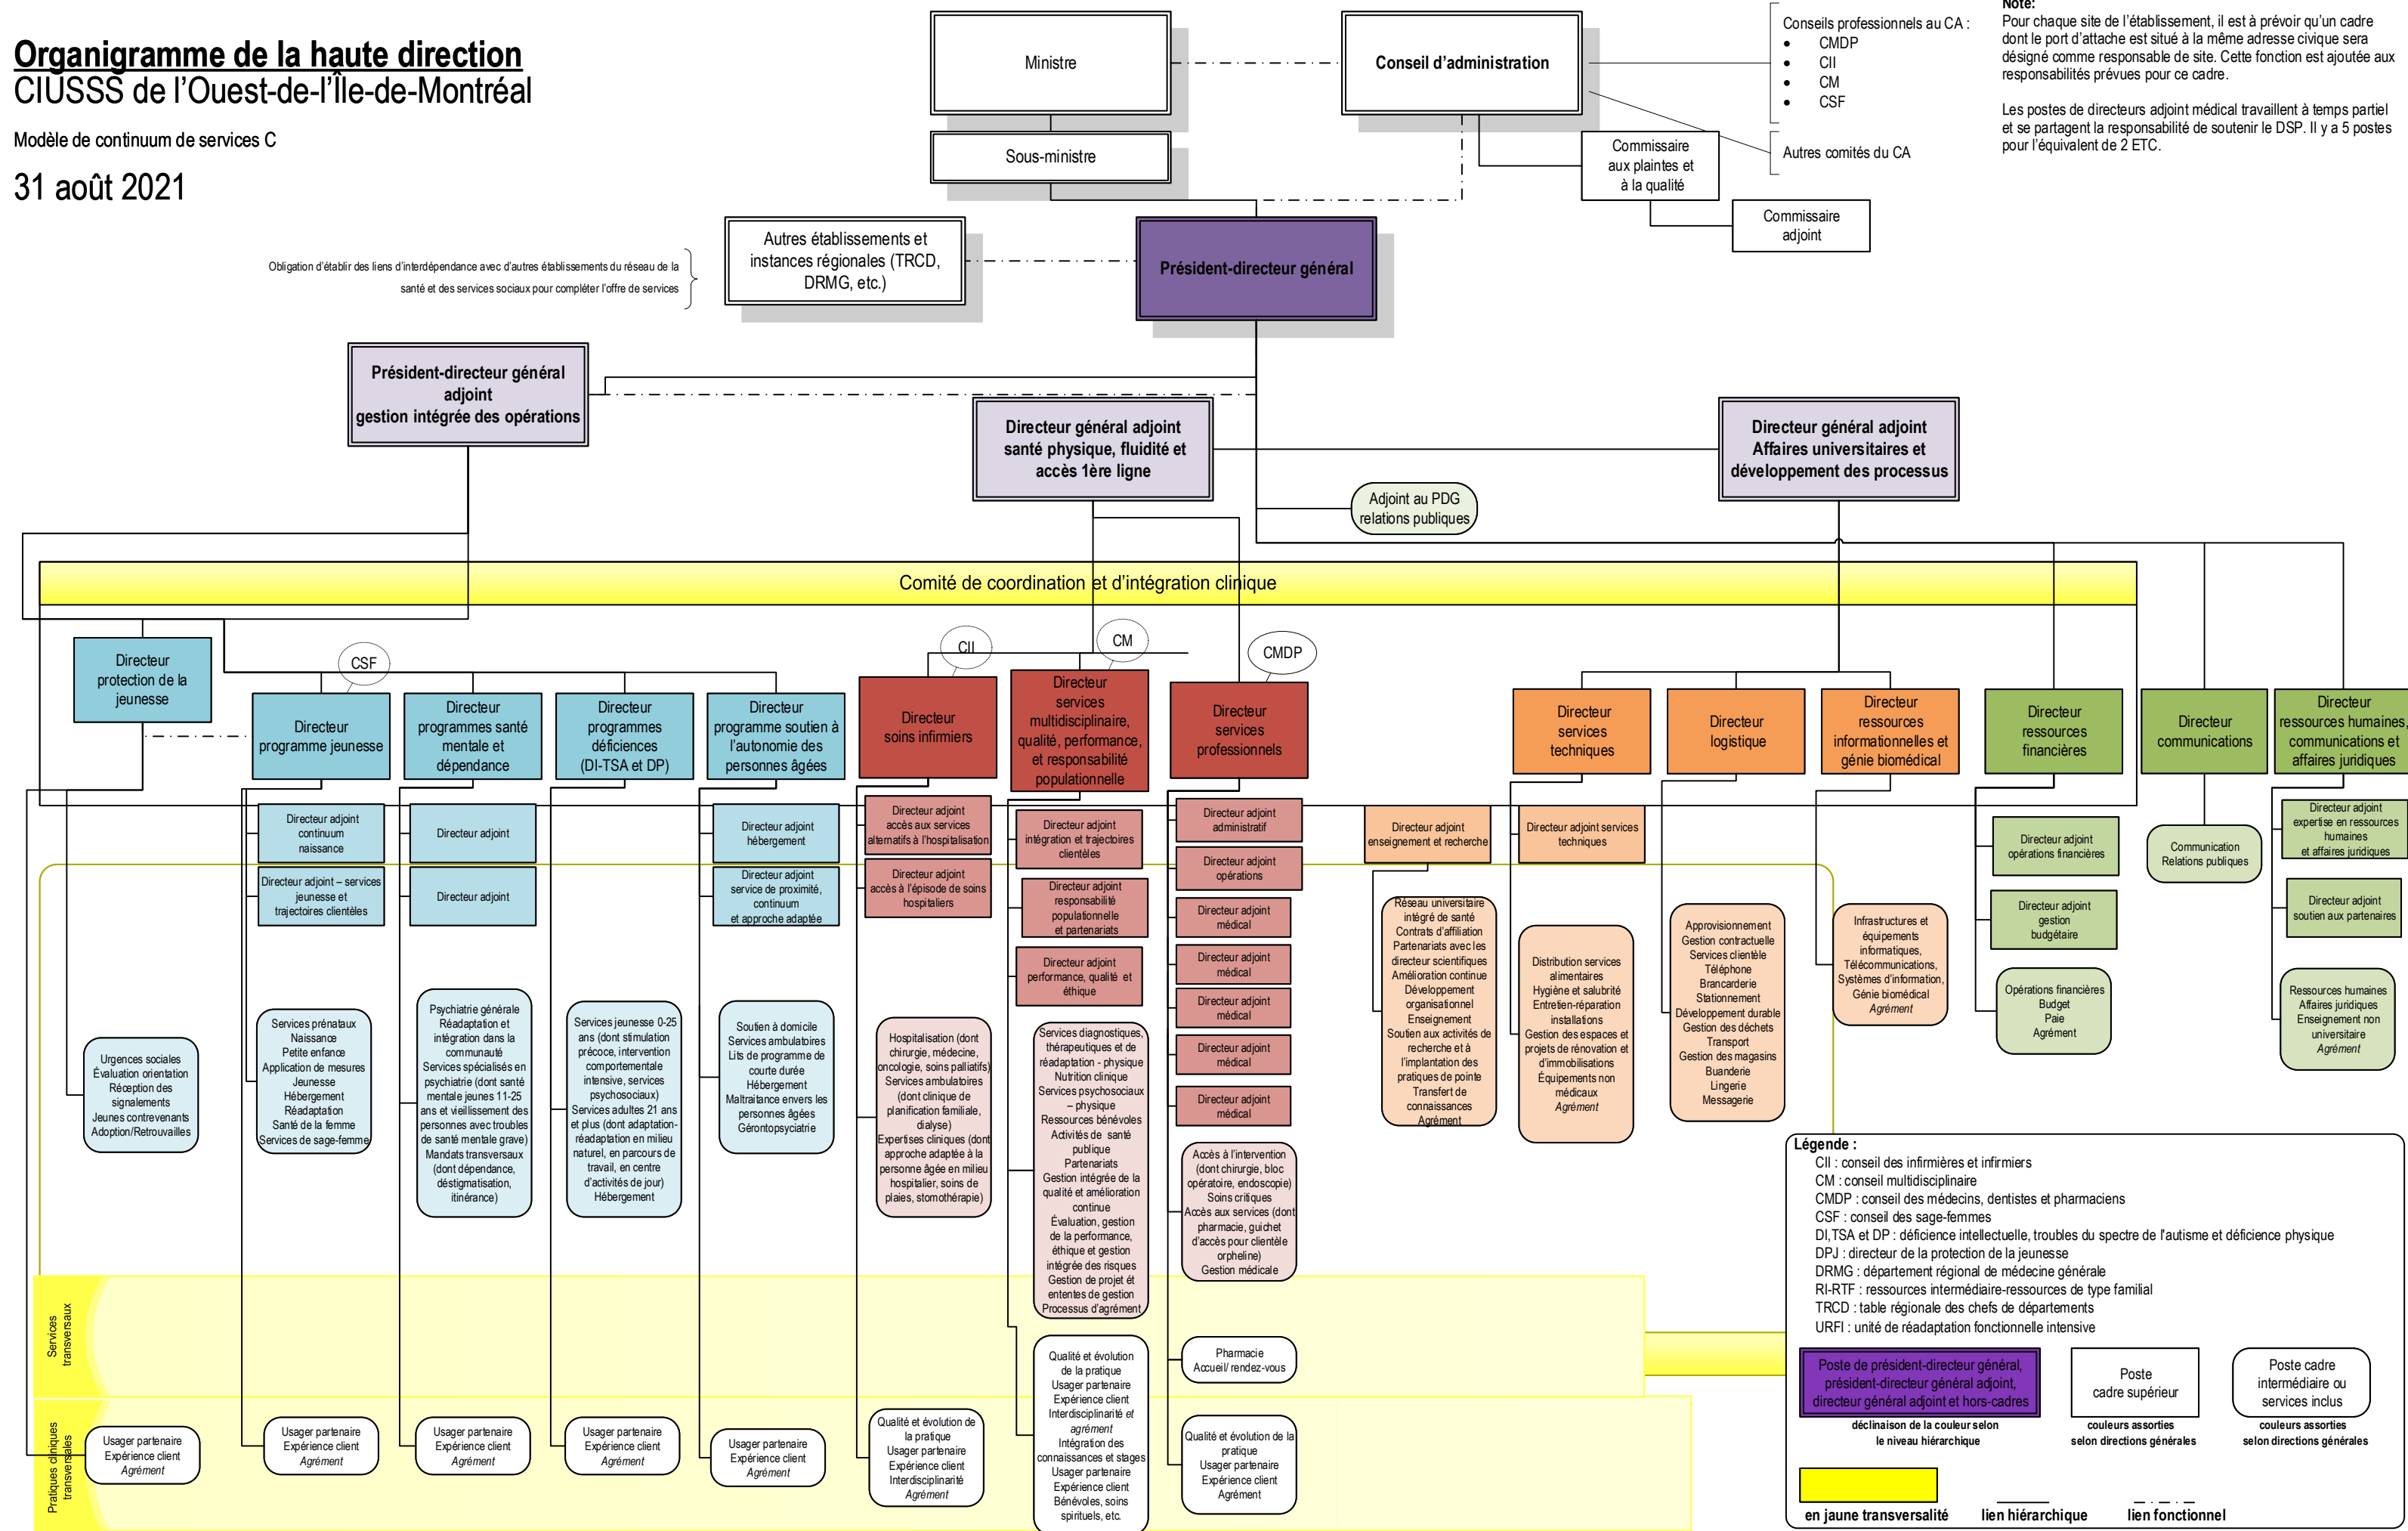 Organigramme de la haute direction
CIUSSS de l'Ouest-de-l'Île-de-Montréal
Modèle de continuum de services C
31 août 2021
Ministre
Conseil d'administration
Conseils professionnels au CA :
• CMDP
• CII
• CM
• CSF
Autres comités du CA
Note:
Pour chaque site de l'établissement, il est à prévoir qu'un cadre
dont le port d'attache est situé à la même adresse civique sera
désigné comme responsable de site. Cette fonction est ajoutée aux
responsabilités prévues pour ce cadre.
Les postes de directeurs adjoint médical travaillent à temps partiel
et se partagent la responsabilité de soutenir le DSP. Il y a 5 postes
pour l'équivalent de 2 ETC.
Sous-ministre
Commissaire
aux plaintes et
à la qualité
Commissaire
adjoint
Obligation d'établir des liens d'interdépendance avec d'autres établissements du réseau de la
santé et des services sociaux pour compléter l'offre de services
Autres établissements et
instances régionales (TRCD,
DRMG, etc.)
Président-directeur général
Président-directeur général
adjoint
gestion intégrée des opérations
Directeur général adjoint
santé physique, fluidité et
accès 1ère ligne
Directeur général adjoint
Affaires universitaires et
développement des processus
Adjoint au PDG
relations publiques
Comité de coordination et d'intégration clinique
CSF
CII
CM
CMDP
Directeur
protection de la
jeunesse
Directeur
programme jeunesse
Directeur
programmes santé
mentale et
dépendance
Directeur
programmes
déficiences
(DI-TSA et DP)
Directeur
programme soutien à
l'autonomie des
personnes âgées
Directeur
soins infirmiers
Directeur
services
multidisciplinaire,
qualité, performance,
et responsabilité
populationnelle
Directeur
services
professionnels
Directeur
services
techniques
Directeur
logistique
Directeur
ressources
informationnelles et
génie biomédical
Directeur
ressources
financières
Directeur
communications
Directeur
ressources humaines,
communications et
affaires juridiques
Directeur adjoint
continuum
naissance
Directeur adjoint – services
jeunesse et
trajectoires clientèles
Directeur adjoint
Directeur adjoint
Directeur adjoint
hébergement
Directeur adjoint
service de proximité,
continuum
et approche adaptée
Directeur adjoint
accès aux services
alternatifs à l'hospitalisation
Directeur adjoint
accès à l'épisode de soins
hospitaliers
Directeur adjoint
intégration et trajectoires
clientèles
Directeur adjoint
responsabilité
populationnelle
et partenariats
Directeur adjoint
performance, qualité et
éthique
Directeur adjoint
administratif
Directeur adjoint
opérations
Directeur adjoint
médical
Directeur adjoint
médical
Directeur adjoint
médical
Directeur adjoint
médical
Directeur adjoint
médical
Directeur adjoint
enseignement et recherche
Directeur adjoint services
techniques
Directeur adjoint
opérations financières
Directeur adjoint
gestion
budgétaire
Communication
Relations publiques
Directeur adjoint
expertise en ressources
humaines
et affaires juridiques
Directeur adjoint
soutien aux partenaires
Urgences sociales
Évaluation orientation
Réception des
signalements
Jeunes contrevenants
Adoption/Retrouvailles
Services prénataux
Naissance
Petite enfance
Application de mesures
Jeunesse
Hébergement
Réadaptation
Santé de la femme
Services de sage-femme
Psychiatrie générale
Réadaptation et
intégration dans la
communauté
Services spécialisés en
psychiatrie (dont santé
mentale jeunes 11-25
ans et vieillissement des
personnes avec troubles
de santé mentale grave)
Mandats transversaux
(dont dépendance,
déstigmatisation,
itinérance)
Services jeunesse 0-25
ans (dont stimulation
précoce, intervention
comportementale
intensive, services
psychosociaux)
Services adultes 21 ans
et plus (dont adaptation-
réadaptation en milieu
naturel, en parcours de
travail, en centre
d'activités de jour)
Hébergement
Soutien à domicile
Services ambulatoires
Lits de programme de
courte durée
Hébergement
Maltraitance envers les
personnes âgées
Gérontopsyciatrie
Hospitalisation (dont
chirurgie, médecine,
oncologie, soins palliatifs)
Services ambulatoires
(dont clinique de
planification familiale,
dialyse)
Expertises cliniques (dont
approche adaptée à la
personne âgée en milieu
hospitalier, soins de
plaies, stomothérapie)
Services diagnostiques,
thérapeutiques et de
réadaptation - physique
Nutrition clinique
Services psychosociaux
– physique
Ressources bénévoles
Activités de santé
publique
Partenariats
Gestion intégrée de la
qualité et amélioration
continue
Évaluation, gestion
de la performance,
éthique et gestion
intégrée des risques
Gestion de projet ét
ententes de gestion
Processus d'agrément
Accès à l'intervention
(dont chirurgie, bloc
opératoire, endoscopie)
Soins critiques
Accès aux services (dont
pharmacie, guichet
d'accès pour clientèle
orpheline)
Gestion médicale
Réseau universitaire
intégré de santé
Contrats d'affiliation
Partenariats avec les
directeur scientifiques
Amélioration continue
Développement
organisationnel
Enseignement
Soutien aux activités de
recherche et à
l'implantation des
pratiques de pointe
Transfert de
connaissances
Agrément
Distribution services
alimentaires
Hygiène et salubrité
Entretien-réparation
installations
Gestion des espaces et
projets de rénovation et
d'immobilisations
Équipements non
médicaux
Agrément
Approvisionnement
Gestion contractuelle
Services clientèle
Téléphone
Brancarderie
Stationnement
Développement durable
Gestion des déchets
Transport
Gestion des magasins
Buanderie
Lingerie
Messagerie
Infrastructures et
équipements
informatiques,
Télécommunications,
Systèmes d'information,
Génie biomédical
Agrément
Opérations financières
Budget
Paie
Agrément
Ressources humaines
Affaires juridiques
Enseignement non
universitaire
Agrément
Services
transversaux
Pharmacie
Accueil/ rendez-vous
Pratiques cliniques
transversales
Usager partenaire
Expérience client
Agrément
Usager partenaire
Expérience client
Agrément
Usager partenaire
Expérience client
Agrément
Usager partenaire
Expérience client
Agrément
Usager partenaire
Expérience client
Agrément
Qualité et évolution de
la pratique
Usager partenaire
Expérience client
Interdisciplinarité
Agrément
Qualité et évolution
de la pratique
Usager partenaire
Expérience client
Interdisciplinarité et
agrément
Intégration des
connaissances et stages
Usager partenaire
Expérience client
Bénévoles, soins
spirituels, etc.
Qualité et évolution de la
pratique
Usager partenaire
Expérience client
Agrément
Légende :
CII : conseil des infirmières et infirmiers
CM : conseil multidisciplinaire
CMDP : conseil des médecins, dentistes et pharmaciens
CSF : conseil des sage-femmes
DI,TSA et DP : déficience intellectuelle, troubles du spectre de l'autisme et déficience physique
DPJ : directeur de la protection de la jeunesse
DRMG : département régional de médecine générale
RI-RTF : ressources intermédiaire-ressources de type familial
TRCD : table régionale des chefs de départements
URFI : unité de réadaptation fonctionnelle intensive
Poste de président-directeur général,
président-directeur général adjoint,
directeur général adjoint et hors-cadres
déclinaison de la couleur selon
le niveau hiérarchique
Poste
cadre supérieur
couleurs assorties
selon directions générales
Poste cadre
intermédiaire ou
services inclus
couleurs assorties
selon directions générales
en jaune transversalité
lien hiérarchique
lien fonctionnel